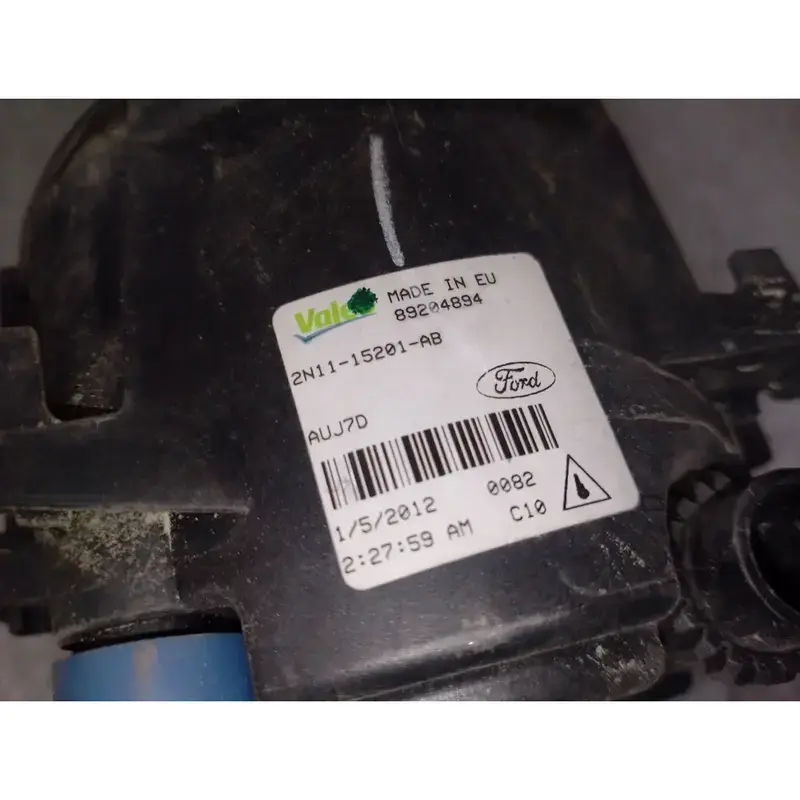 Valeo MADE IN EU
89204894
2N11-15201-AB
Ford
AUJ7D
1/5/2012 0082
2:27:59 AM C10